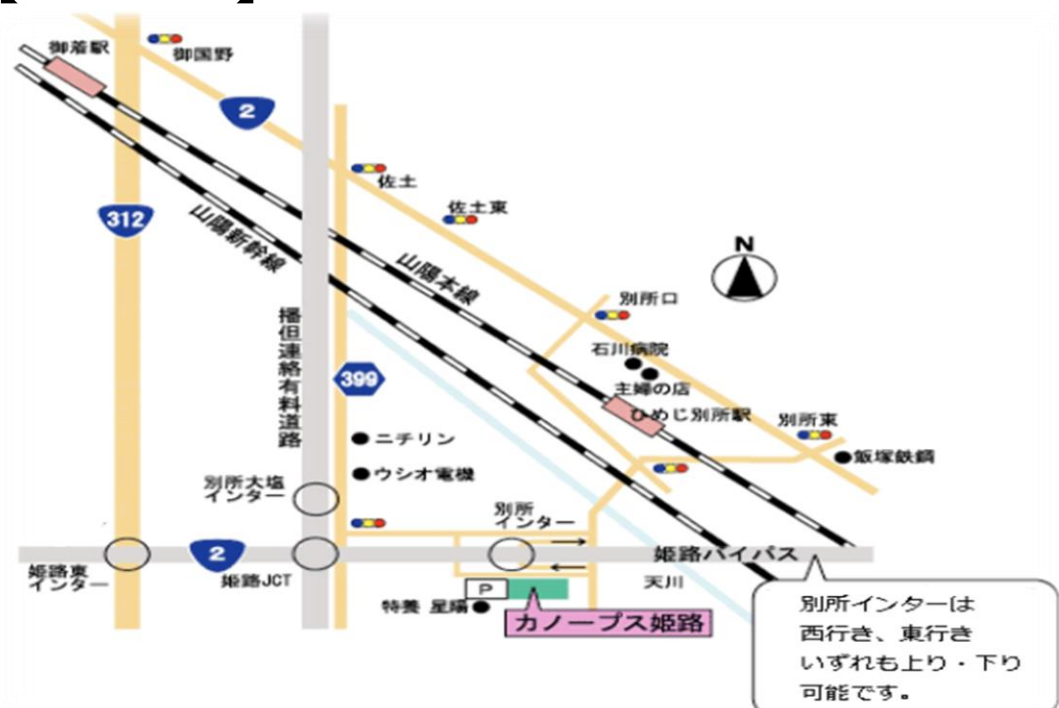 御着駅
御国野
2
佐土
佐土東
312
山陽新幹線
山陽本線
N
別所口
石川病院
主婦の店
ひめじ別所駅
播但連絡有料道路
399
別所東
飯塚鉄鋼
ニチリン
ウシオ電機
別所大塩
インター
別所
インター
2
姫路バイパス
姫路東
インター
姫路JCT
天川
P
特養 星陽
カノープス姫路
別所インターは
西行き、東行き
いずれも上り・下り
可能です。